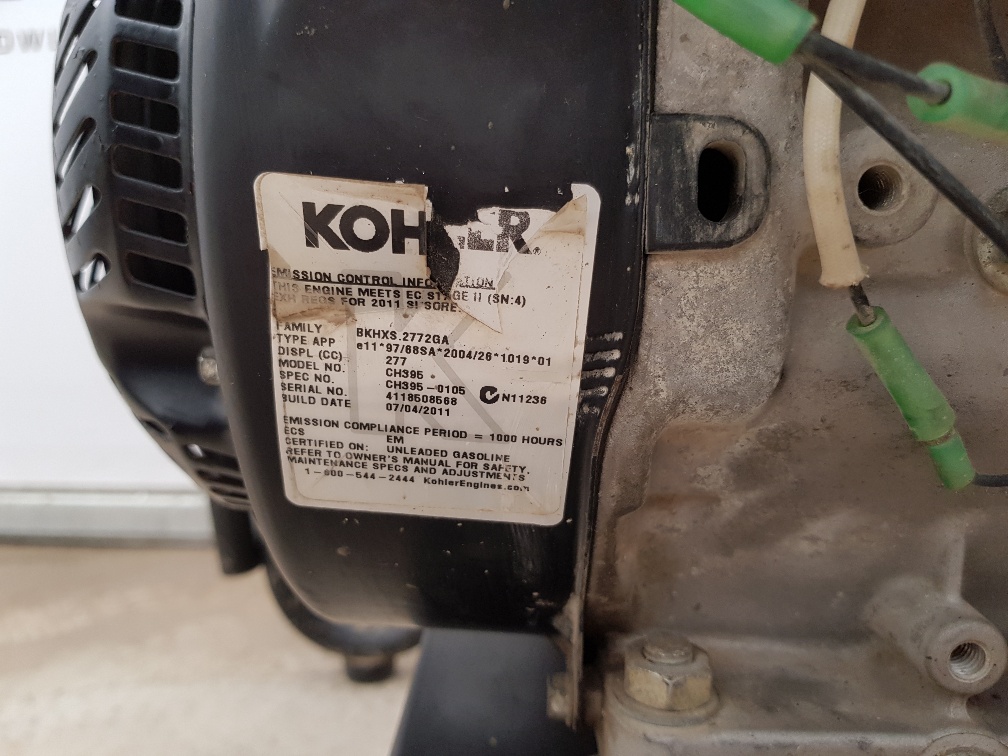 KOHLER.
EMISSION CONTROL INFORMATION
THIS ENGINE MEETS EC STAGE II (SN:4)
EXH REGS FOR 2011 SI SORE.
FAMILY BKHXS.2772GA
TYPE APP e11*97/68SA*2004/26*1019*01
DISPL (CC) 277
MODEL NO. CH395
SPEC NO. CH395-0105 N11236
SERIAL NO. 4118508568
BUILD DATE 07/04/2011
EMISSION COMPLIANCE PERIOD = 1000 HOURS
ECS EM
CERTIFIED ON: UNLEADED GASOLINE
REFER TO OWNER'S MANUAL FOR SAFETY,
MAINTENANCE SPECS AND ADJUSTMENTS
1-800-544-2444 KohlerEngines.com